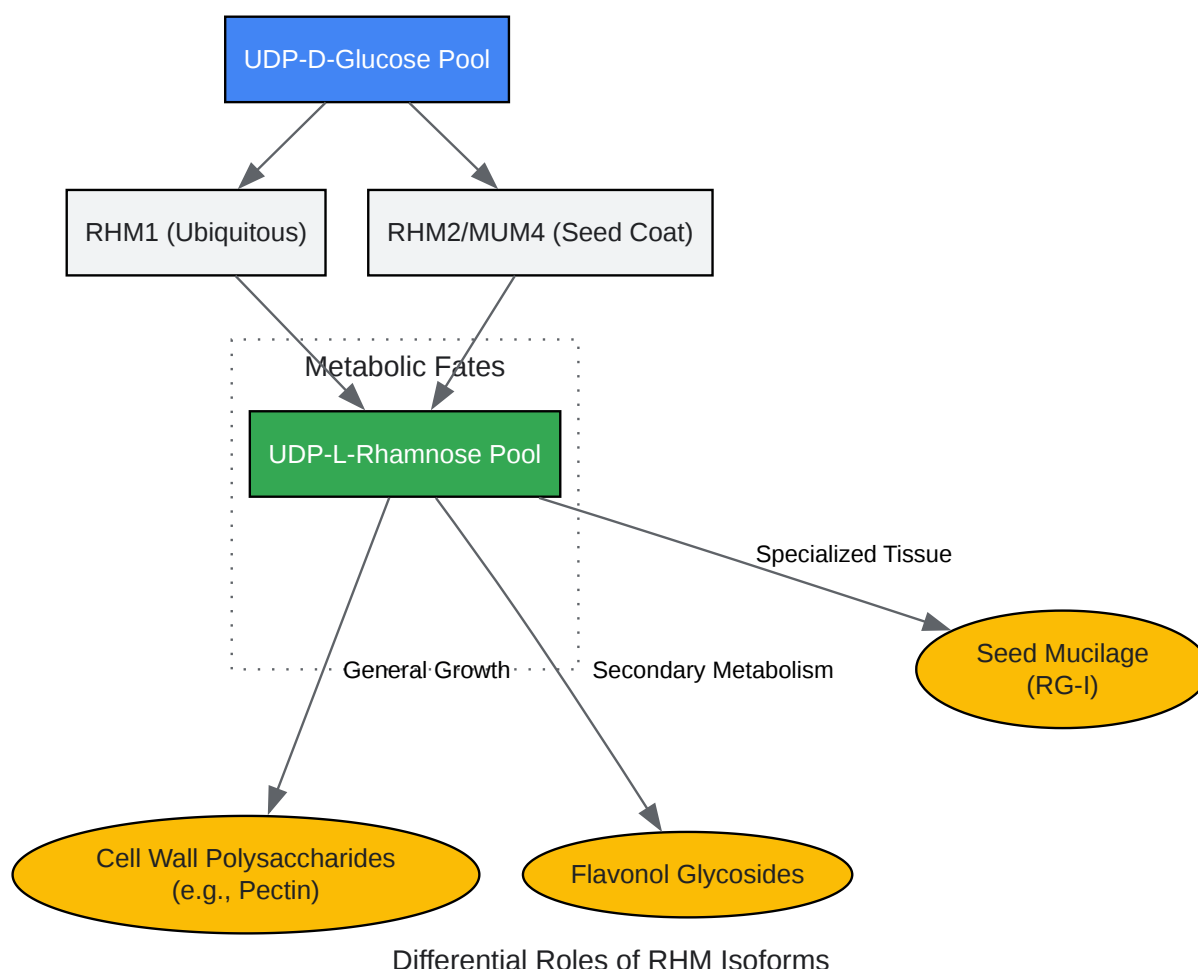 UDP-D-Glucose Pool
RHM1 (Ubiquitous)
RHM2/MUM4 (Seed Coat)
Metabolic Fates
UDP-L-Rhamnose Pool
Specialized Tissue
General Growth
Secondary Metabolism
Seed Mucilage
(RG-I)
Cell Wall Polysaccharides
(e.g., Pectin)
Flavonol Glycosides
Differential Roles of RHM Isoforms